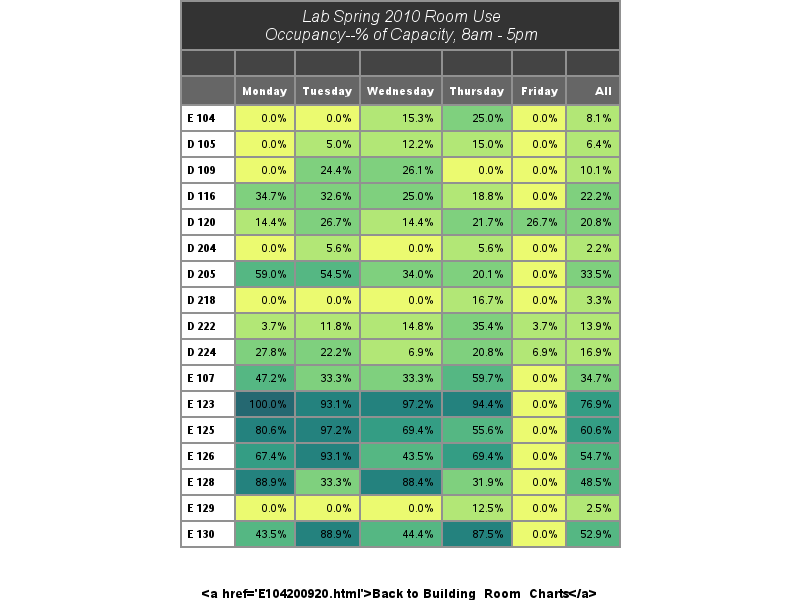 Lab Spring 2010 Room Use
Occupancy--% of Capacity, 8am - 5pm
Monday Tuesday Wednesday Thursday Friday All
E 104 0.0% 0.0% 15.3% 25.0% 0.0% 8.1%
D 105 0.0% 5.0% 12.2% 15.0% 0.0% 6.4%
D 109 0.0% 24.4% 26.1% 0.0% 0.0% 10.1%
D 116 34.7% 32.6% 25.0% 18.8% 0.0% 22.2%
D 120 14.4% 26.7% 14.4% 21.7% 26.7% 20.8%
D 204 0.0% 5.6% 0.0% 5.6% 0.0% 2.2%
D 205 59.0% 54.5% 34.0% 20.1% 0.0% 33.5%
D 218 0.0% 0.0% 0.0% 16.7% 0.0% 3.3%
D 222 3.7% 11.8% 14.8% 35.4% 3.7% 13.9%
D 224 27.8% 22.2% 6.9% 20.8% 6.9% 16.9%
E 107 47.2% 33.3% 33.3% 59.7% 0.0% 34.7%
E 123 100.0% 93.1% 97.2% 94.4% 0.0% 76.9%
E 125 80.6% 97.2% 69.4% 55.6% 0.0% 60.6%
E 126 67.4% 93.1% 43.5% 69.4% 0.0% 54.7%
E 128 88.9% 33.3% 88.4% 31.9% 0.0% 48.5%
E 129 0.0% 0.0% 0.0% 12.5% 0.0% 2.5%
E 130 43.5% 88.9% 44.4% 87.5% 0.0% 52.9%
<a href='E104200920.html'>Back to Building_Room_Charts</a>